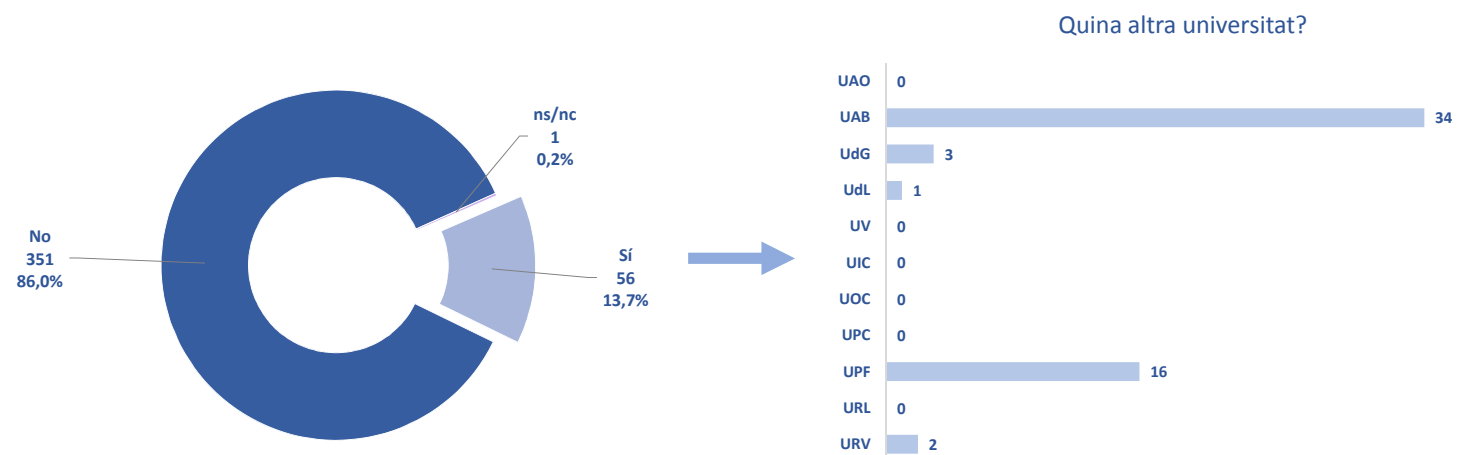 Quina altra universitat?
ns/nc
1
0,2%
No
351
86,0%
Sí
56
13,7%
UAO 0
UAB 34
UdG 3
UdL 1
UV 0
UIC 0
UOC 0
UPC 0
UPF 16
URL 0
URV 2